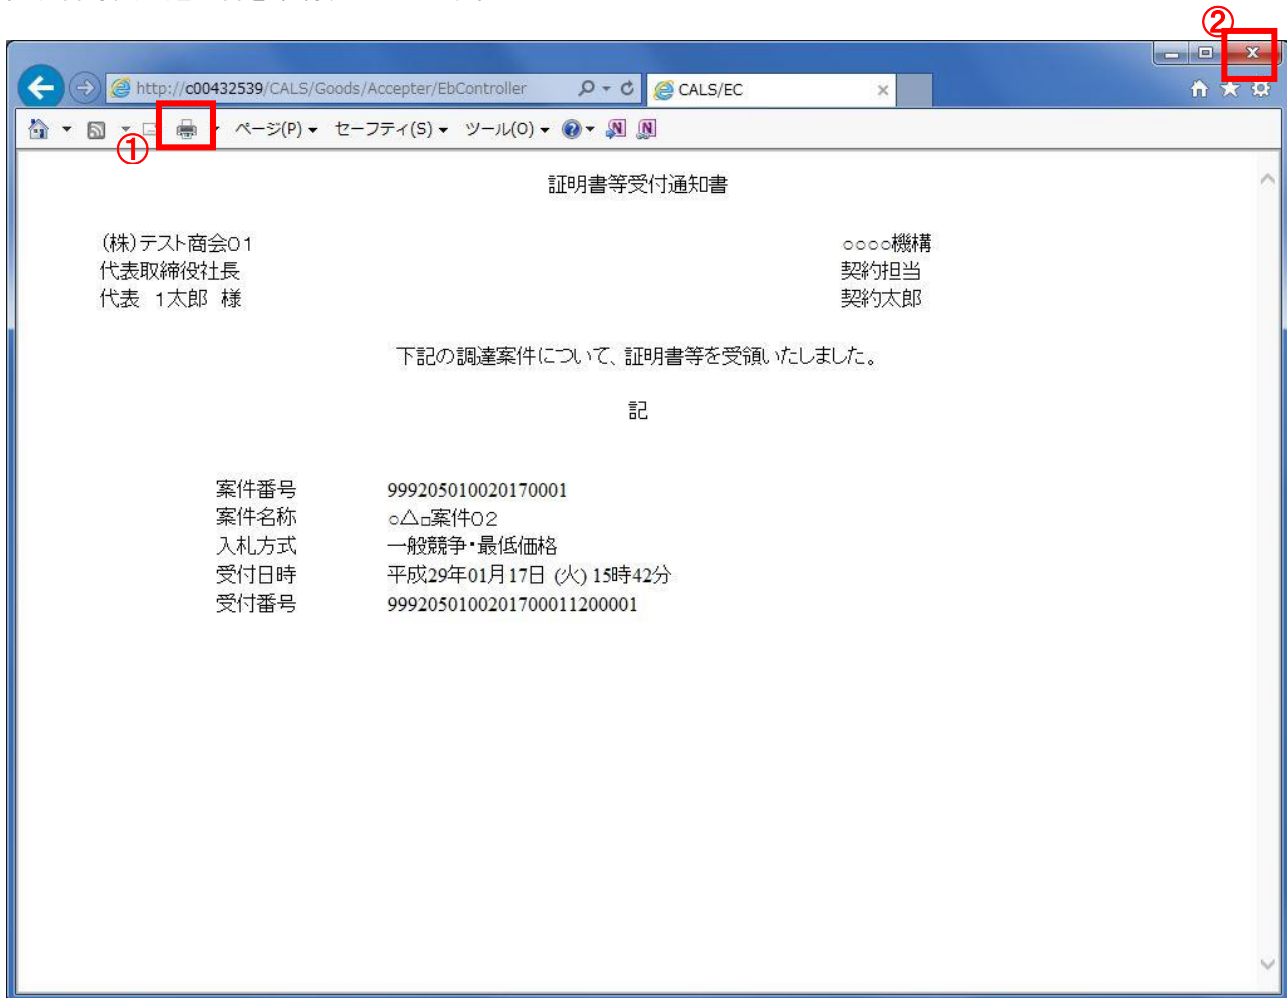 ②
http://c00432539/CALS/Goods/Accepter/EbController
CALS/EC
①
ページ(P) セーフティ(S) ツール(O)
証明書等受付通知書
(株)テスト商会01
○○○○機構
代表取締役社長
契約担当
代表 1太郎 様
契約太郎
下記の調達案件について、証明書等を受領いたしました。
記
案件番号 999205010020170001
案件名称 ○△□案件02
入札方式 一般競争・最低価格
受付日時 平成29年01月17日 (火) 15時42分
受付番号 9992050100201700011200001